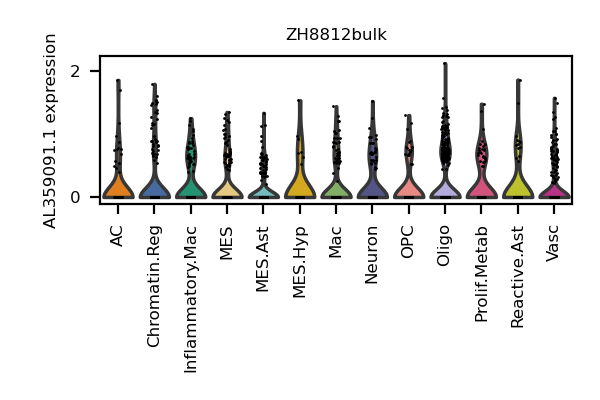 ZH8812bulk
AL359091.1 expression
2
0
AC
Chromatin.Reg
Inflammatory.Mac
MES
MES.Ast
MES.Hyp
Mac
Neuron
OPC
Oligo
Prolif.Metab
Reactive.Ast
Vasc